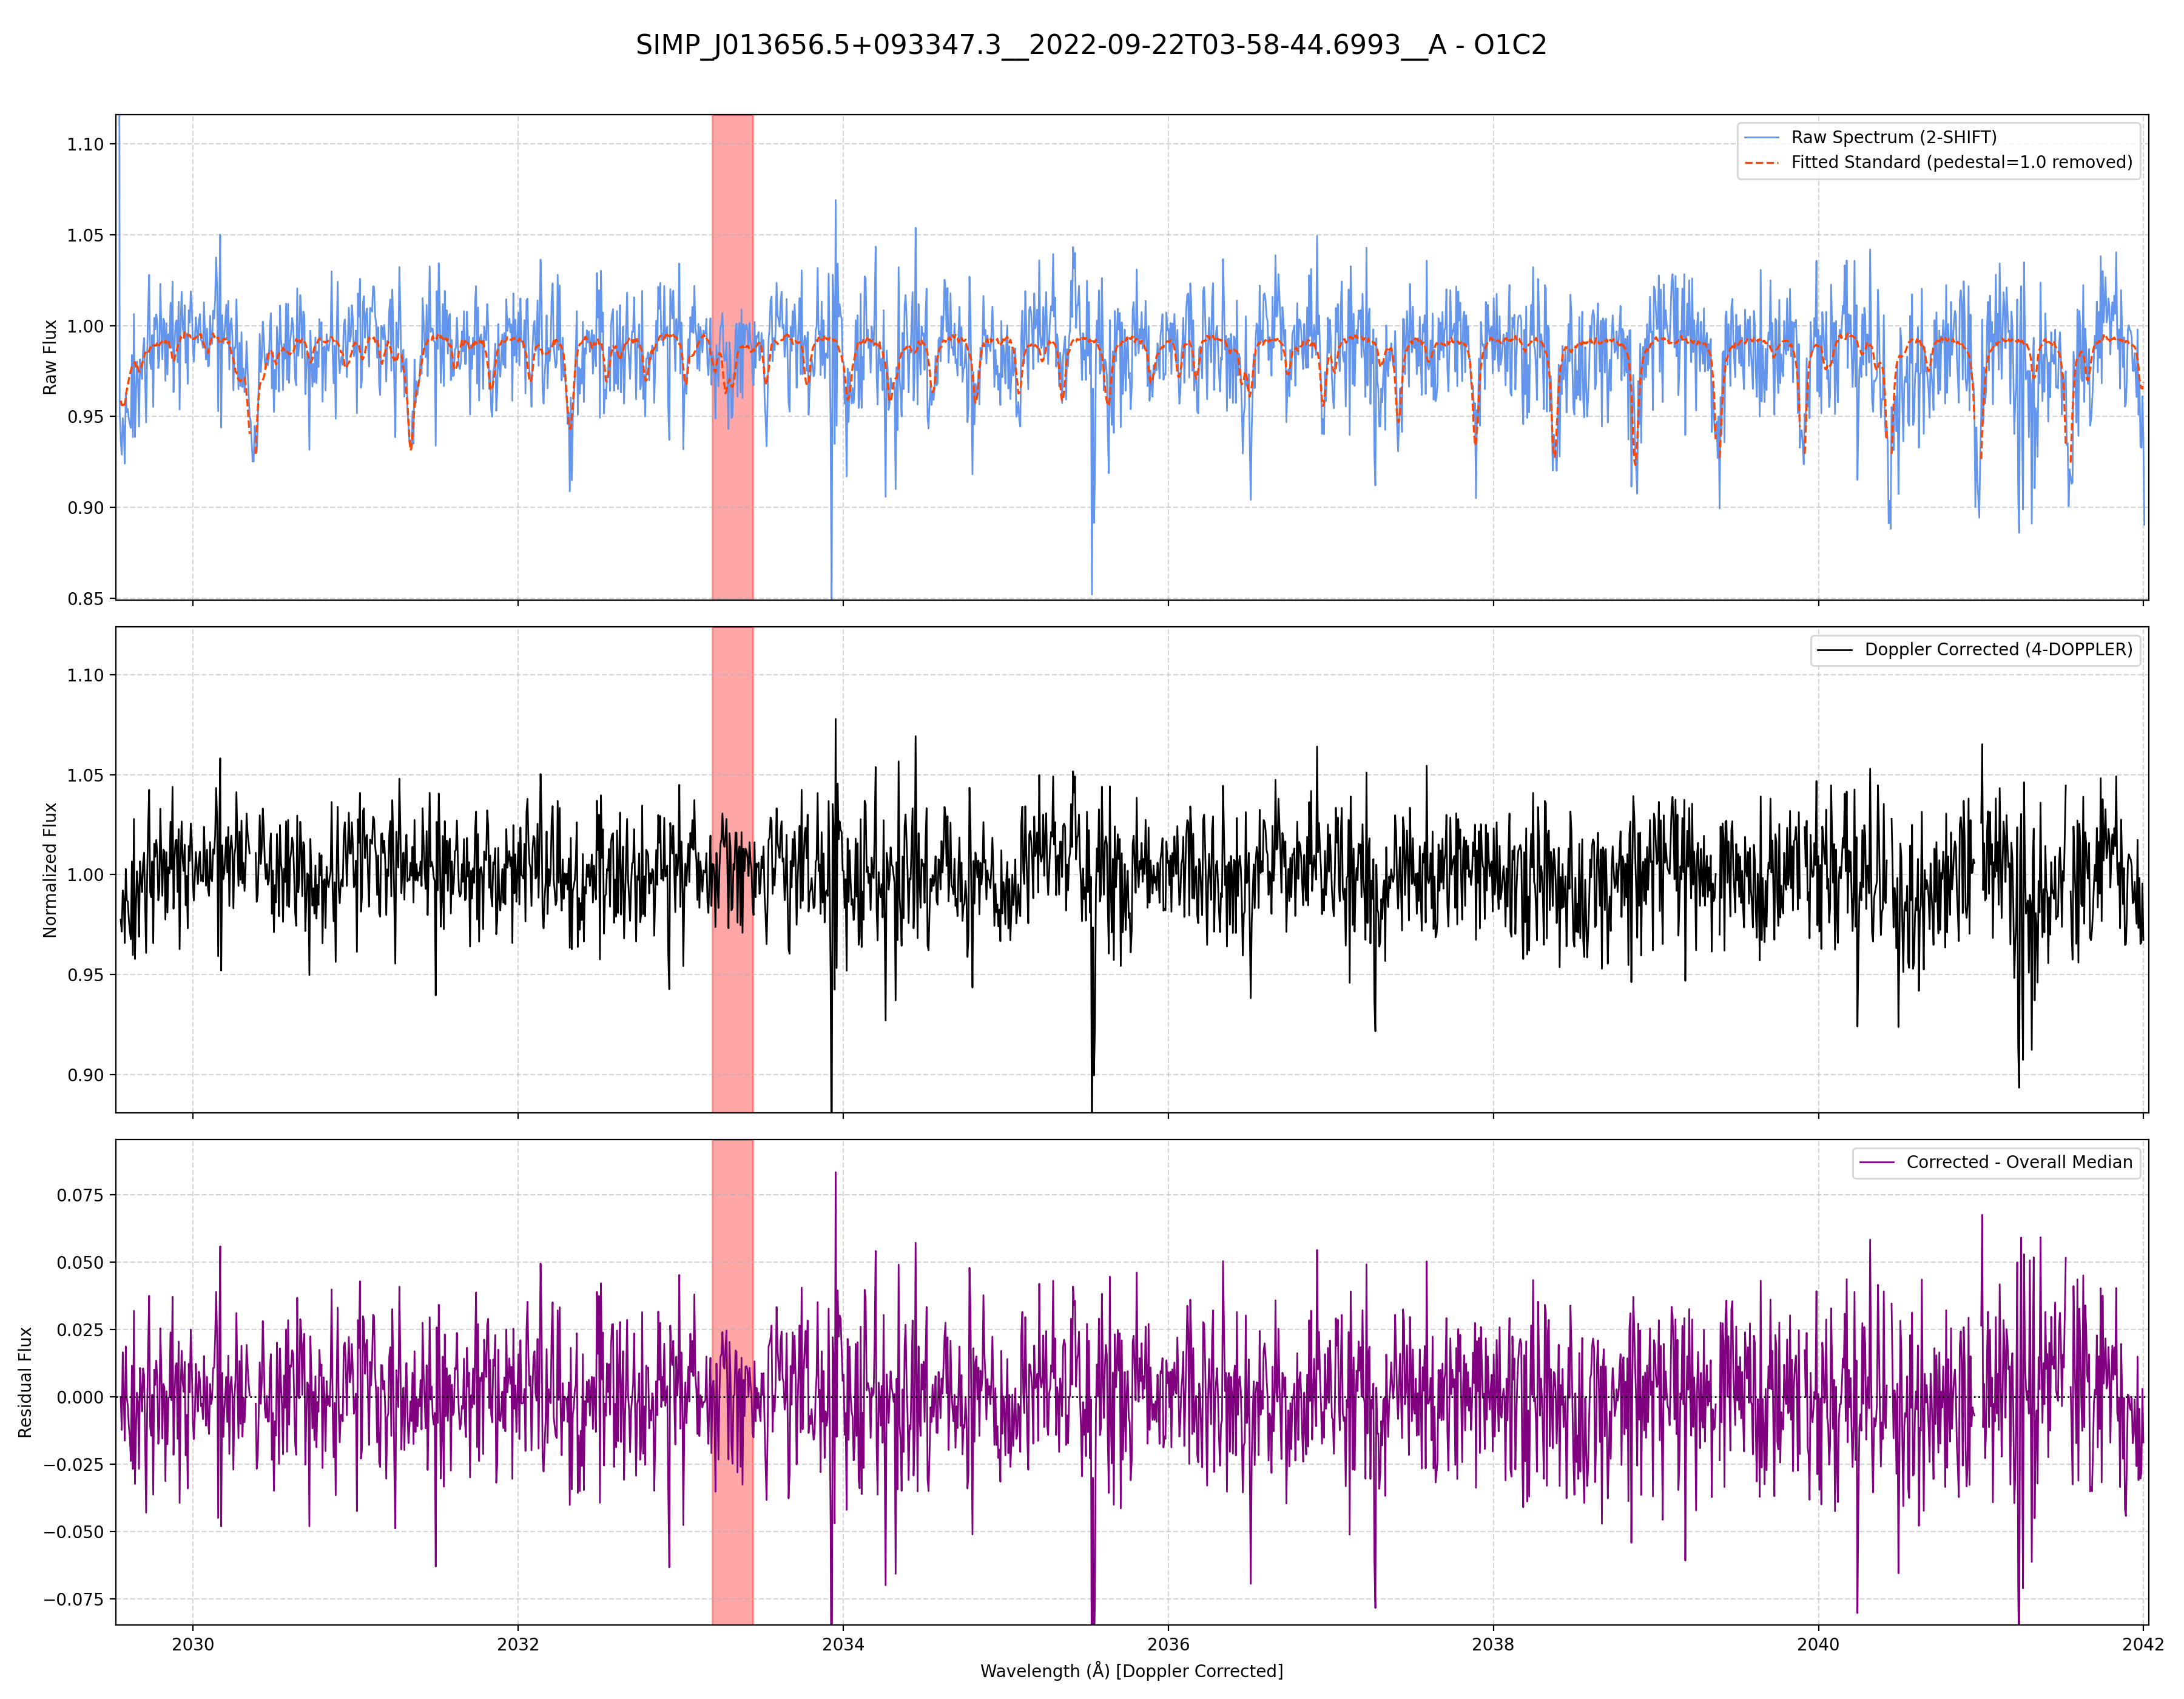 SIMP_J013656.5+093347.3__2022-09-22T03-58-44.6993__A - O1C2
Raw Flux
1.10
1.05
1.00
0.95
0.90
0.85
Raw Spectrum (2-SHIFT)
Fitted Standard (pedestal=1.0 removed)
Normalized Flux
1.10
1.05
1.00
0.95
0.90
Doppler Corrected (4-DOPPLER)
Residual Flux
0.075
0.050
0.025
0.000
−0.025
−0.050
−0.075
Corrected - Overall Median
2030
2032
2034
2036
2038
2040
2042
Wavelength (Å) [Doppler Corrected]